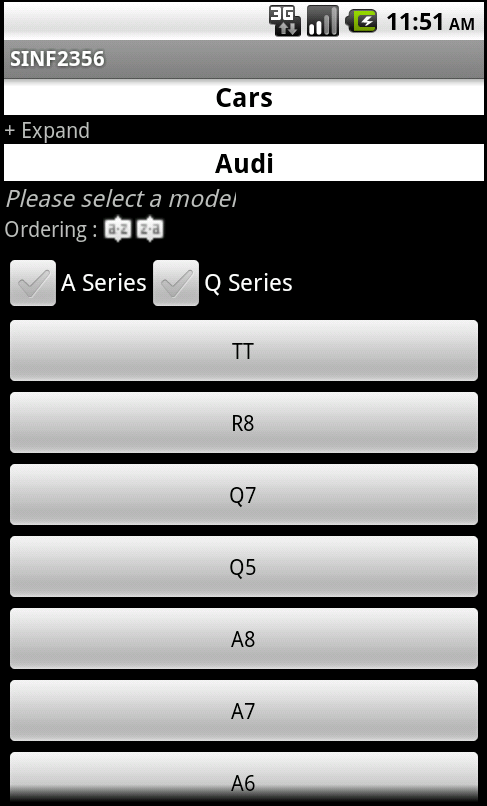 3G 11:51 AM
SINF2356
Cars
+ Expand
Audi
Please select a model
Ordering : a-z z-a
A Series Q Series
TT
R8
Q7
Q5
A8
A7
A6